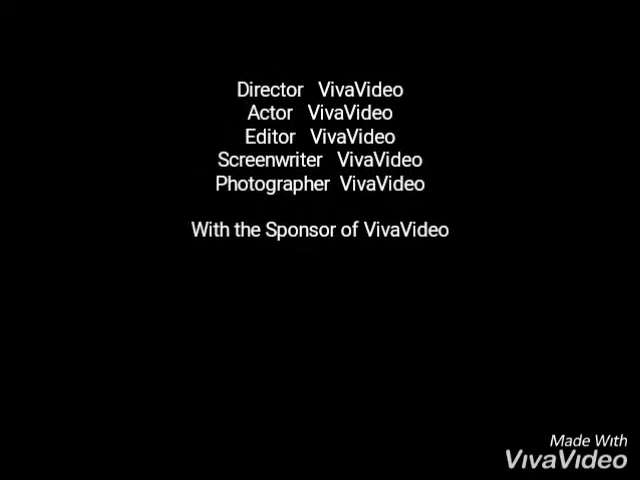 Director VivaVideo
Actor VivaVideo
Editor VivaVideo
Screenwriter VivaVideo
Photographer VivaVideo
With the Sponsor of VivaVideo
Made With
VivaVideo